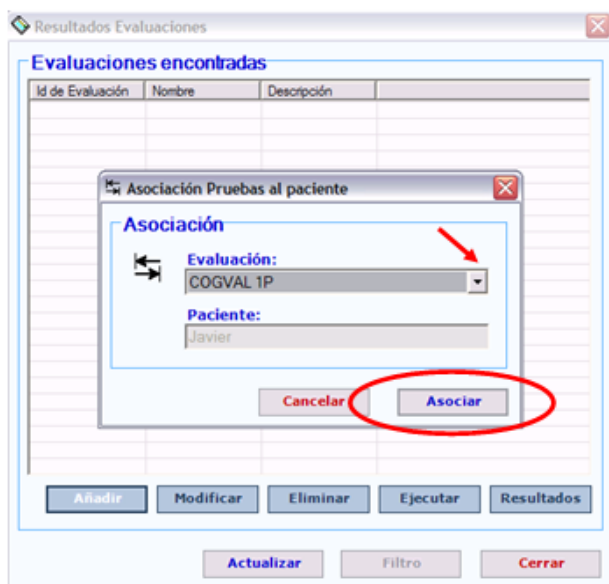 Resultados Evaluaciones
Evaluaciones encontradas
Id de Evaluación Nombre Descripción
Asociación Pruebas al paciente
Asociación
Evaluación:
COGVAL 1P
Paciente:
Javier
Cancelar Asociar
Añadir Modificar Eliminar Ejecutar Resultados
Actualizar Filtro Cerrar